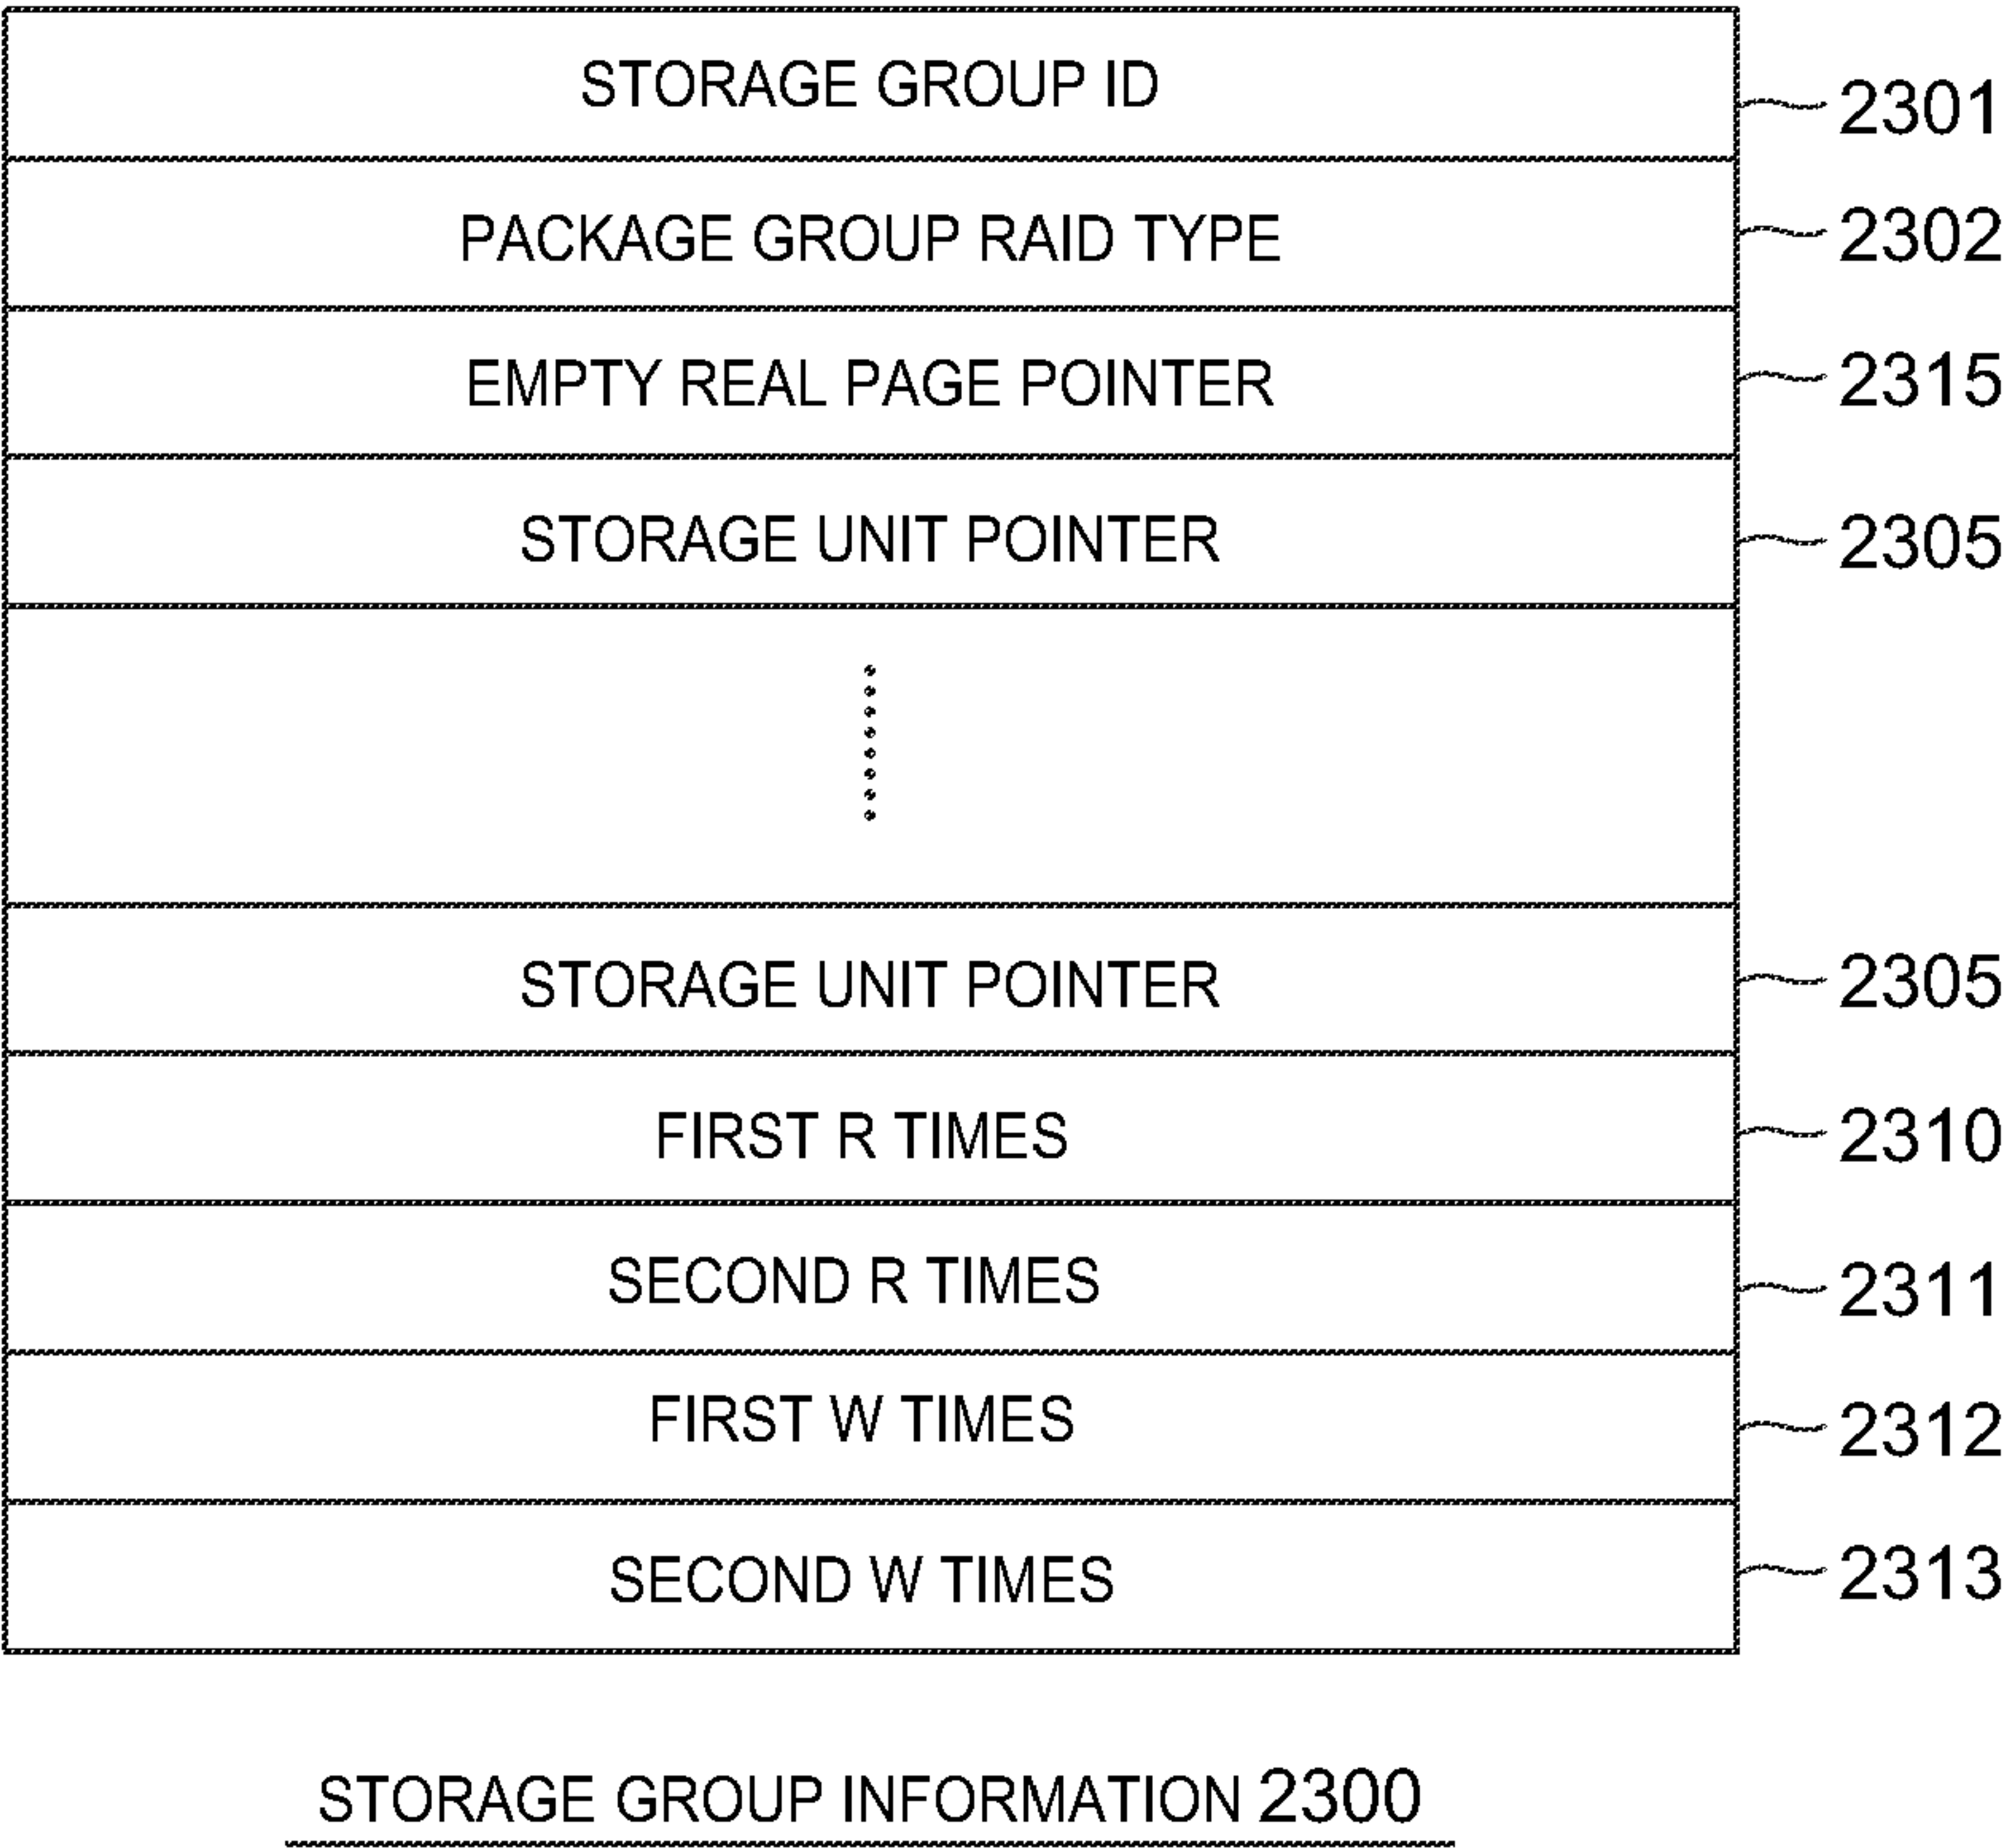 STORAGE GROUP ID 2301
PACKAGE GROUP RAID TYPE 2302
EMPTY REAL PAGE POINTER 2315
STORAGE UNIT POINTER 2305
STORAGE UNIT POINTER 2305
FIRST R TIMES 2310
SECOND R TIMES 2311
FIRST W TIMES 2312
SECOND W TIMES 2313
STORAGE GROUP INFORMATION 2300